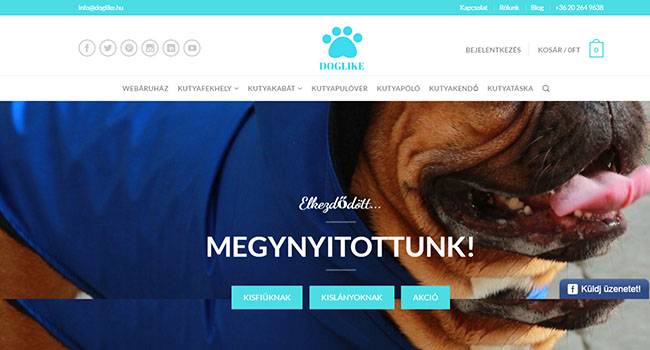 info@doglike.hu
Kapcsolat Rólunk Blog +36 20 264 9638
DOGLIKE
BEJELENTKEZÉS KOSÁR / 0FT 0
WEBÁRUHÁZ KUTYAFEKHELY KUTYAKABÁT KUTYAPULÓVER KUTYAPÓLÓ KUTYAKENDŐ KUTYATÁSKA
Elkezdődött...
MEGYNYITOTTUNK!
KISFIÚKNAK KISLÁNYOKNAK AKCIÓ
Küldj üzenetet!